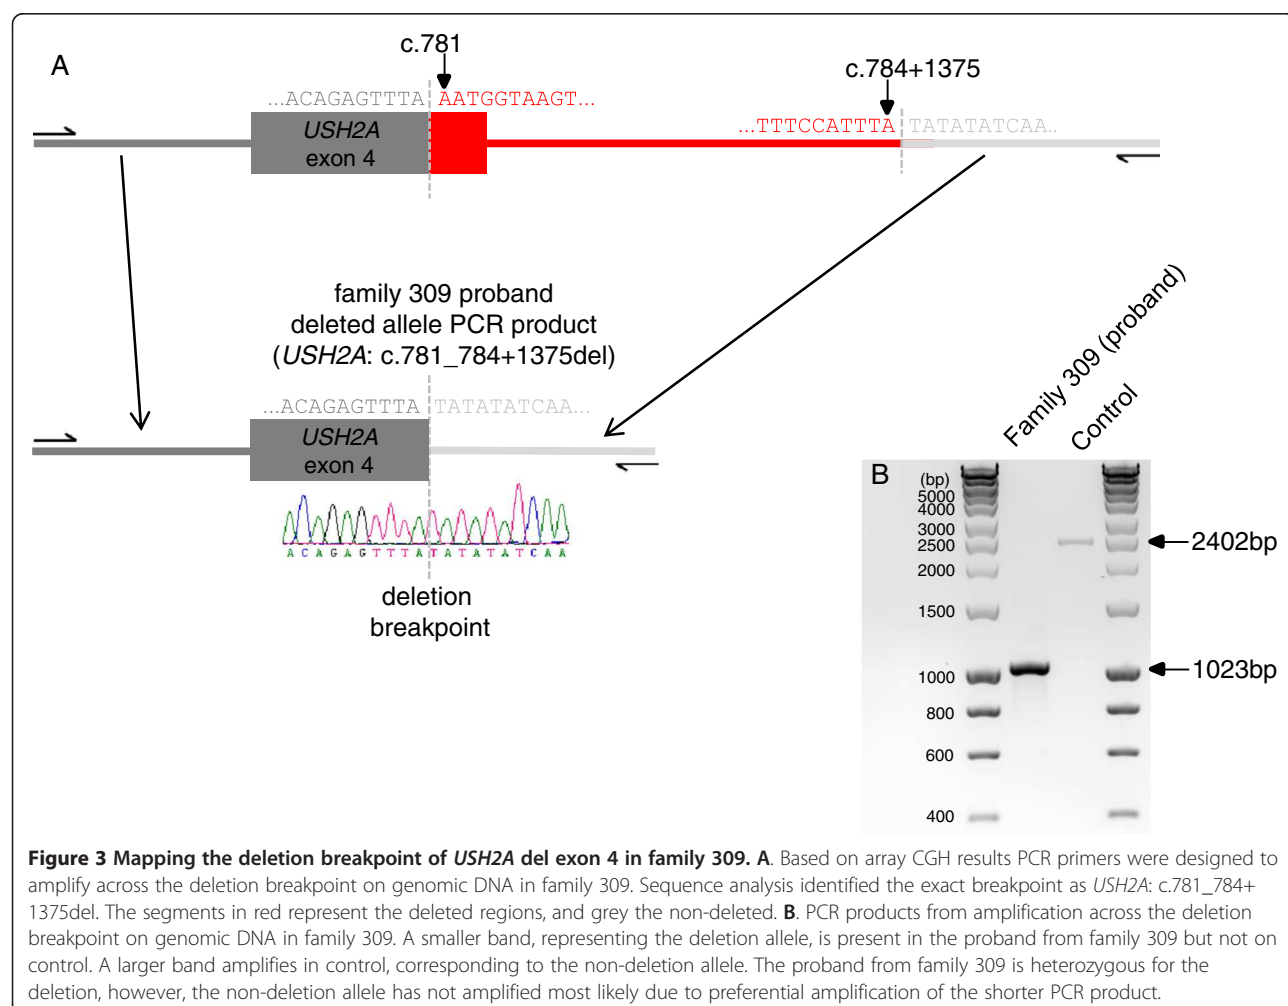 A
c.781
c.784+1375
...ACAGAGTTTA AATGGTAAGT...
...TTTCCATTTA TATATATCAA..
USH2A
exon 4
family 309 proband
deleted allele PCR product
(USH2A: c.781_784+1375del)
...ACAGAGTTTA TATATATCAA...
USH2A
exon 4
A C A G A G T T T A T A T A T A T C A A
deletion
breakpoint
Family 309 (proband)
Control
B
(bp)
5000
4000
3000
2500
2000
1500
1000
800
600
400
2402bp
1023bp
Figure 3 Mapping the deletion breakpoint of USH2A del exon 4 in family 309. A. Based on array CGH results PCR primers were designed to
amplify across the deletion breakpoint on genomic DNA in family 309. Sequence analysis identified the exact breakpoint as USH2A: c.781_784+
1375del. The segments in red represent the deleted regions, and grey the non-deleted. B. PCR products from amplification across the deletion
breakpoint on genomic DNA in family 309. A smaller band, representing the deletion allele, is present in the proband from family 309 but not on
control. A larger band amplifies in control, corresponding to the non-deletion allele. The proband from family 309 is heterozygous for the
deletion, however, the non-deletion allele has not amplified most likely due to preferential amplification of the shorter PCR product.